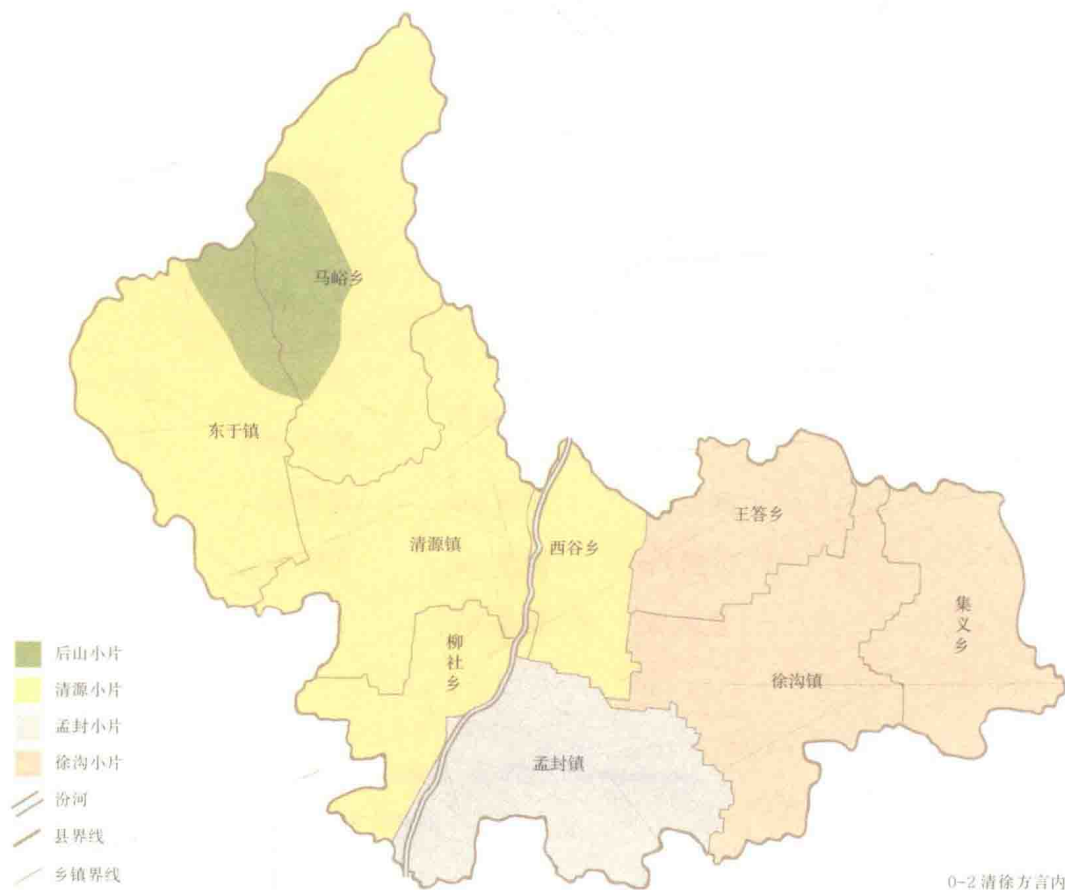 马峪乡
东于镇
清源镇
西谷乡
王答乡
集义乡
柳社乡
徐沟镇
孟封镇
后山小片
清源小片
孟封小片
徐沟小片
汾河
县界线
乡镇界线
0-2 清徐方言内